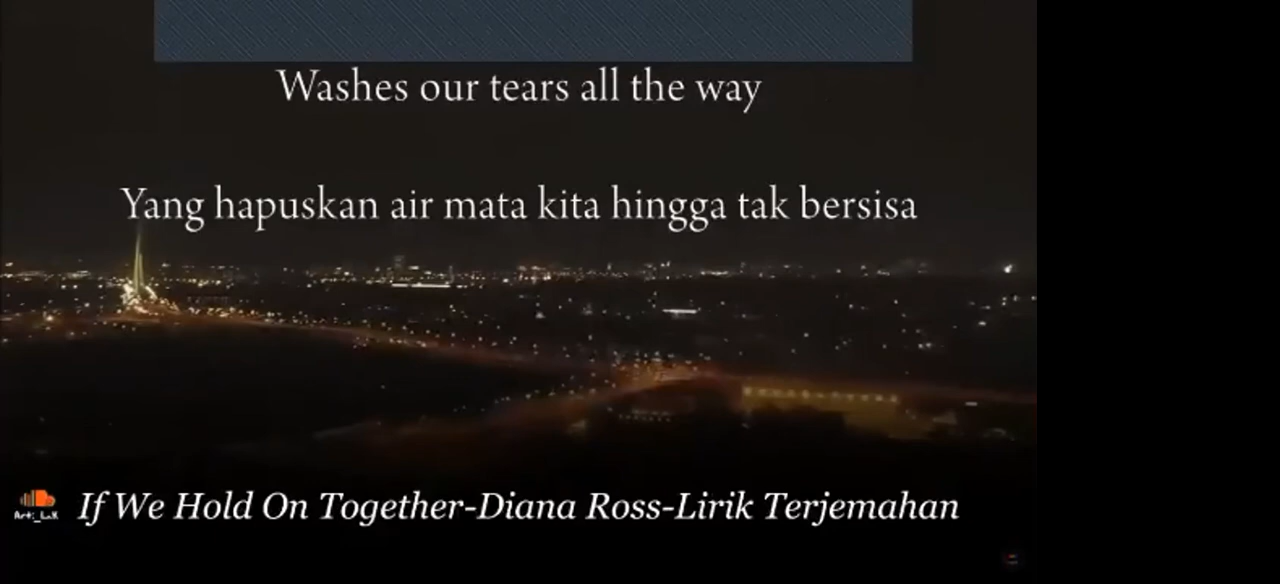 Washes our tears all the way
Yang hapuskan air mata kita hingga tak bersisa
If We Hold On Together-Diana Ross-Lirik Terjemahan